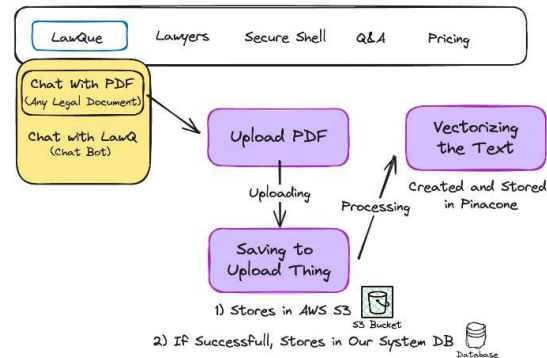 LawQue
Lawyers
Secure Shell
Q&A
Pricing
Chat with PDF
(Any Legal Document)
Chat with LawQ
(Chat Bot)
Upload PDF
Vectorizing
the Text
Created and Stored
in Pinacone
Uploading
Processing
Saving to
Upload Thing
1) Stores in AWS S3
S3 Bucket
2) If Successfull, Stores in Our System DB
Database